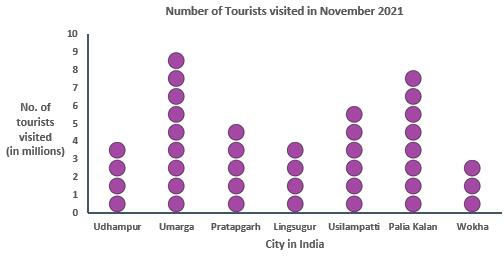 Number of Tourists visited in November 2021
10
9
8
7
6
5
4
3
2
1
0
No. of
tourists
visited
(in millions)
Udhampur Umarga Pratapgarh Lingsugur Usilampatti Palia Kalan Wokha
City in India